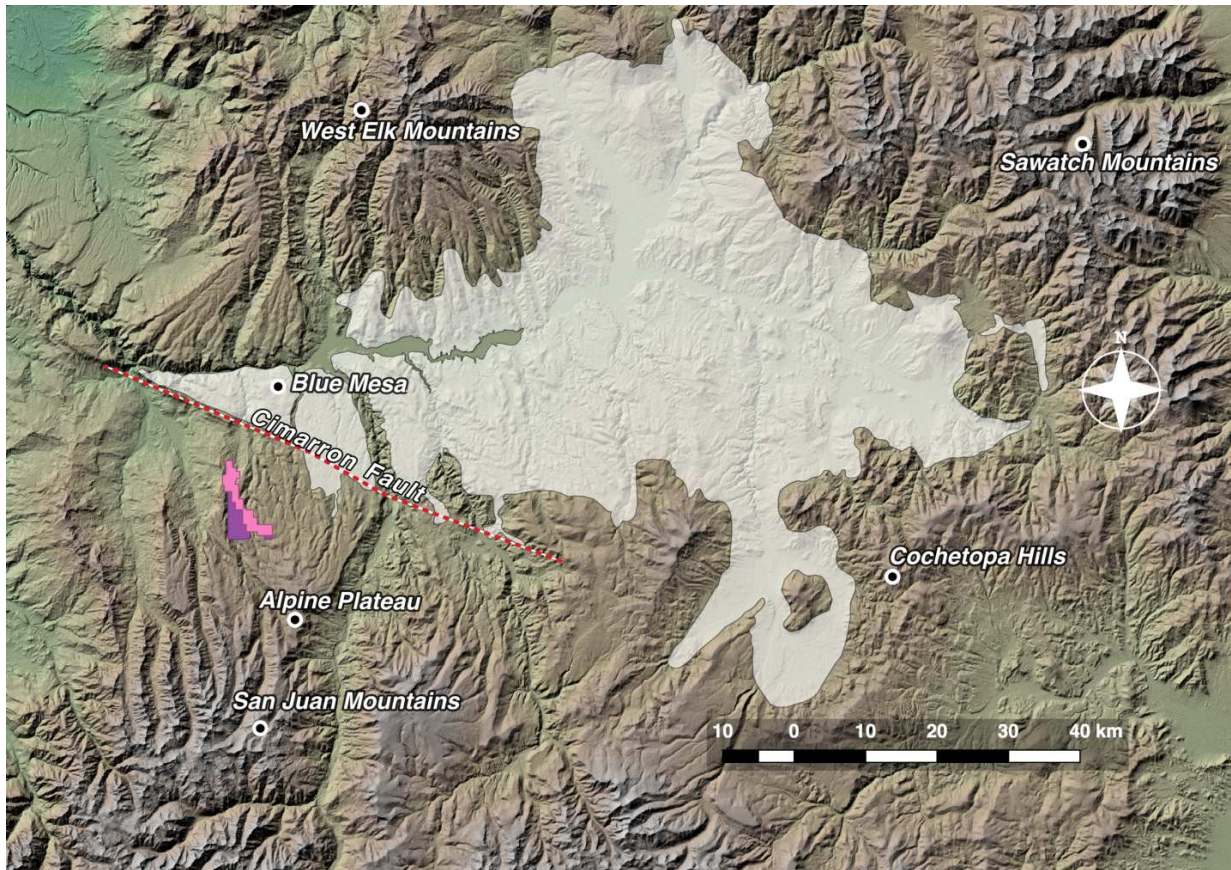 West Elk Mountains
Sawatch Mountains
N
Blue Mesa
Cimarron Fault
Cochetopa Hills
Alpine Plateau
San Juan Mountains
10 0 10 20 30 40 km